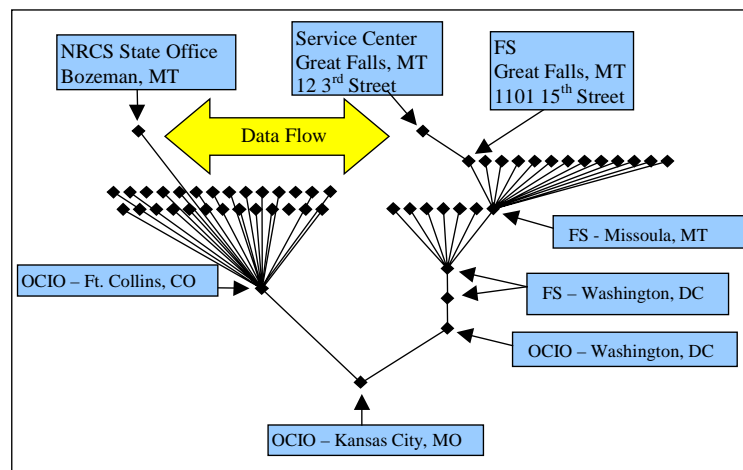 NRCS State Office
Bozeman, MT
Service Center
Great Falls, MT
12 3rd Street
FS
Great Falls, MT
1101 15th Street
Data Flow
FS - Missoula, MT
OCIO – Ft. Collins, CO
FS – Washington, DC
OCIO – Washington, DC
OCIO – Kansas City, MO